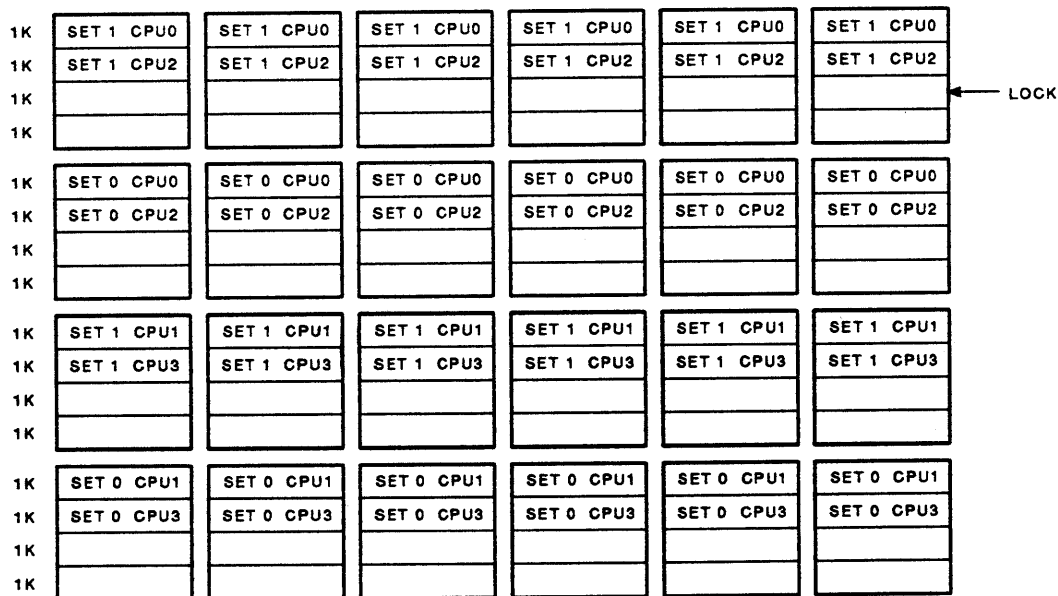 1K SET 1 CPU0 SET 1 CPU0 SET 1 CPU0 SET 1 CPU0 SET 1 CPU0 SET 1 CPU0
1K SET 1 CPU2 SET 1 CPU2 SET 1 CPU2 SET 1 CPU2 SET 1 CPU2 SET 1 CPU2
1K LOCK
1K
1K SET 0 CPU0 SET 0 CPU0 SET 0 CPU0 SET 0 CPU0 SET 0 CPU0 SET 0 CPU0
1K SET 0 CPU2 SET 0 CPU2 SET 0 CPU2 SET 0 CPU2 SET 0 CPU2 SET 0 CPU2
1K
1K
1K SET 1 CPU1 SET 1 CPU1 SET 1 CPU1 SET 1 CPU1 SET 1 CPU1 SET 1 CPU1
1K SET 1 CPU3 SET 1 CPU3 SET 1 CPU3 SET 1 CPU3 SET 1 CPU3 SET 1 CPU3
1K
1K
1K SET 0 CPU1 SET 0 CPU1 SET 0 CPU1 SET 0 CPU1 SET 0 CPU1 SET 0 CPU1
1K SET 0 CPU3 SET 0 CPU3 SET 0 CPU3 SET 0 CPU3 SET 0 CPU3 SET 0 CPU3
1K
1K